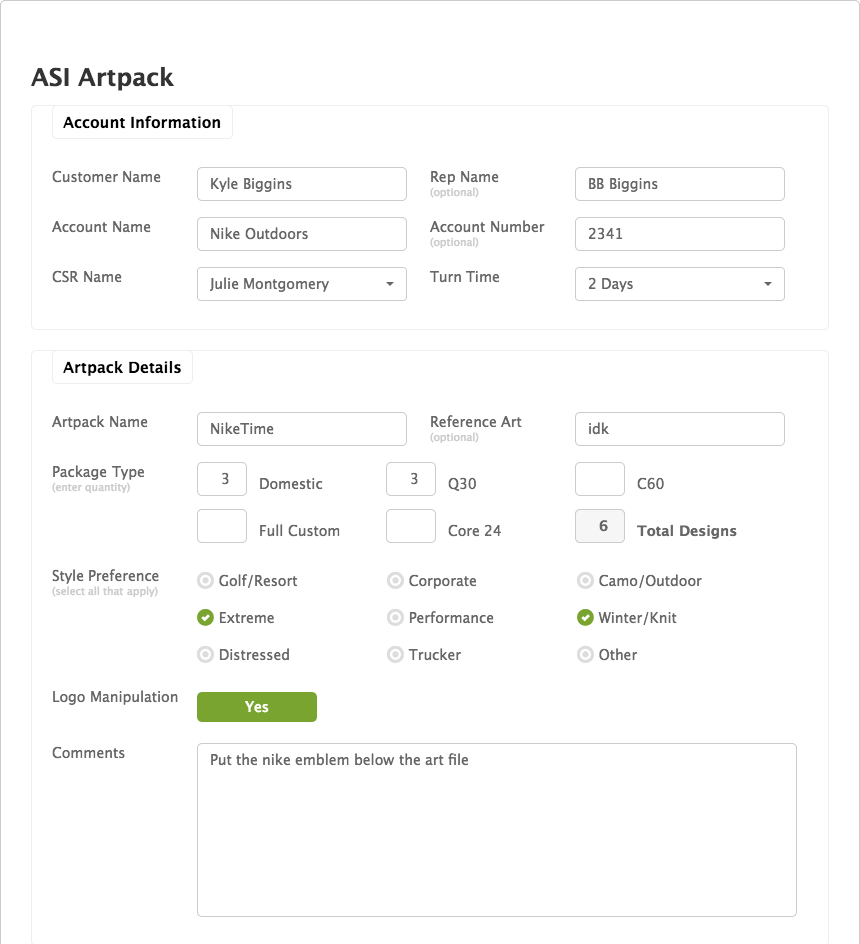 ASI Artpack
Account Information
Customer Name Kyle Biggins Rep Name BB Biggins
(optional)
Account Name Nike Outdoors Account Number 2341
(optional)
CSR Name Julie Montgomery Turn Time 2 Days
Artpack Details
Artpack Name NikeTime Reference Art idk
(optional)
Package Type 3 Domestic 3 Q30 C60
(enter quantity)
Full Custom Core 24 6 Total Designs
Style Preference Golf/Resort Corporate Camo/Outdoor
(select all that apply)
Extreme Performance Winter/Knit
Distressed Trucker Other
Logo Manipulation Yes
Comments Put the nike emblem below the art file